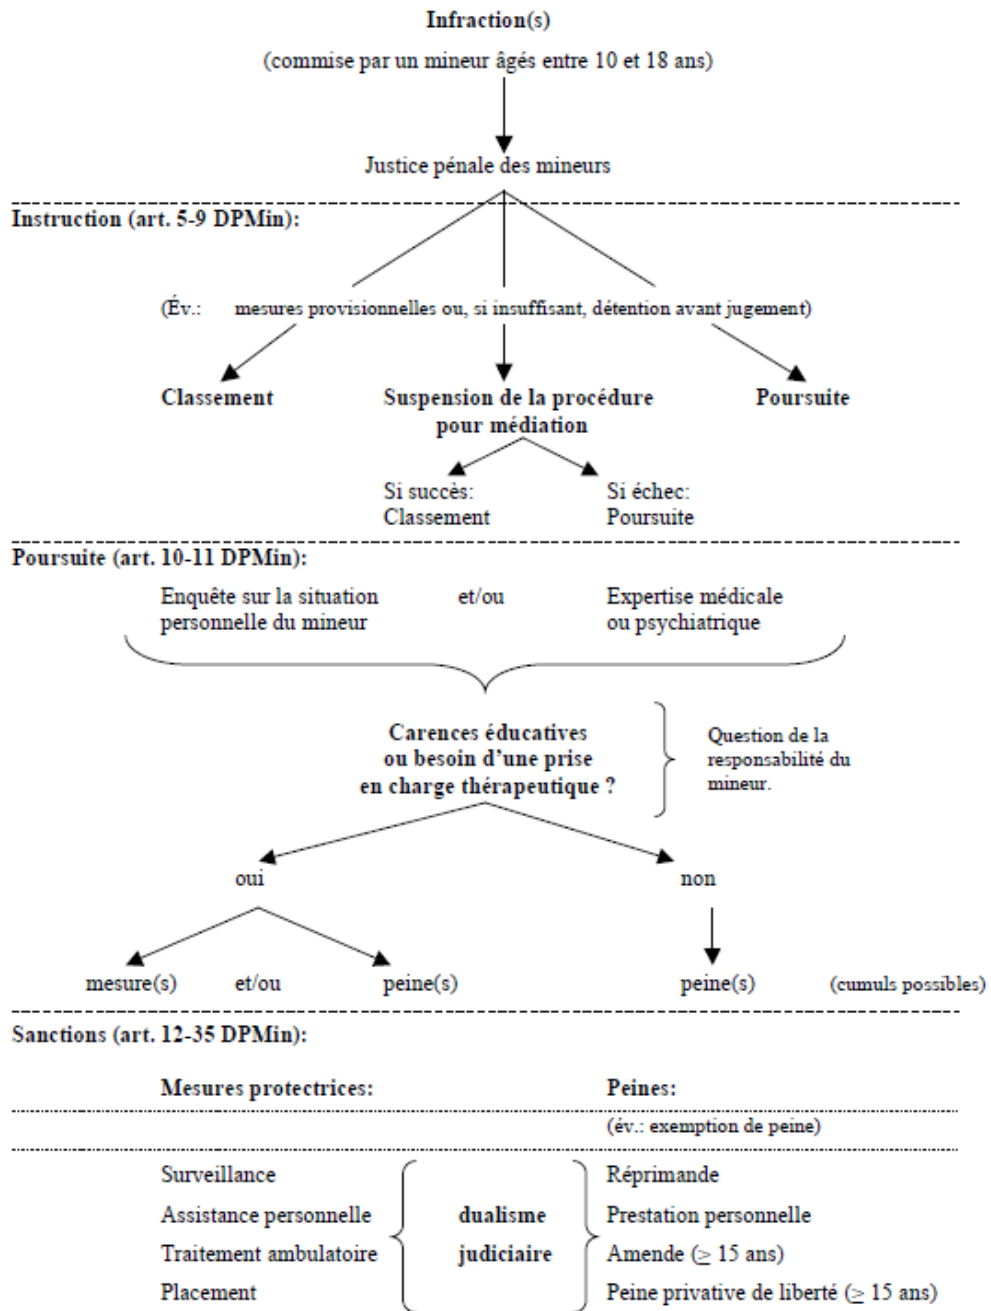 Infraction(s)
(commise par un mineur âgés entre 10 et 18 ans)
Justice pénale des mineurs
Instruction (art. 5-9 DPMin):
(Év.: mesures provisionnelles ou, si insuffisant, détention avant jugement)
Classement
Suspension de la procédure
pour médiation
Poursuite
Si succès:
Classement
Si échec:
Poursuite
Poursuite (art. 10-11 DPMin):
Enquête sur la situation
personnelle du mineur
et/ou
Expertise médicale
ou psychiatrique
Carences éducatives
ou besoin d’une prise
en charge thérapeutique ?
Question de la
responsabilité du
mineur.
oui
non
mesure(s) et/ou peine(s)
peine(s) (cumuls possibles)
Sanctions (art. 12-35 DPMin):
Mesures protectrices:
Peines:
(év.: exemption de peine)
Surveillance
Assistance personnelle
Traitement ambulatoire
Placement
dualisme
judiciaire
Réprimande
Prestation personnelle
Amende (≥ 15 ans)
Peine privative de liberté (≥ 15 ans)